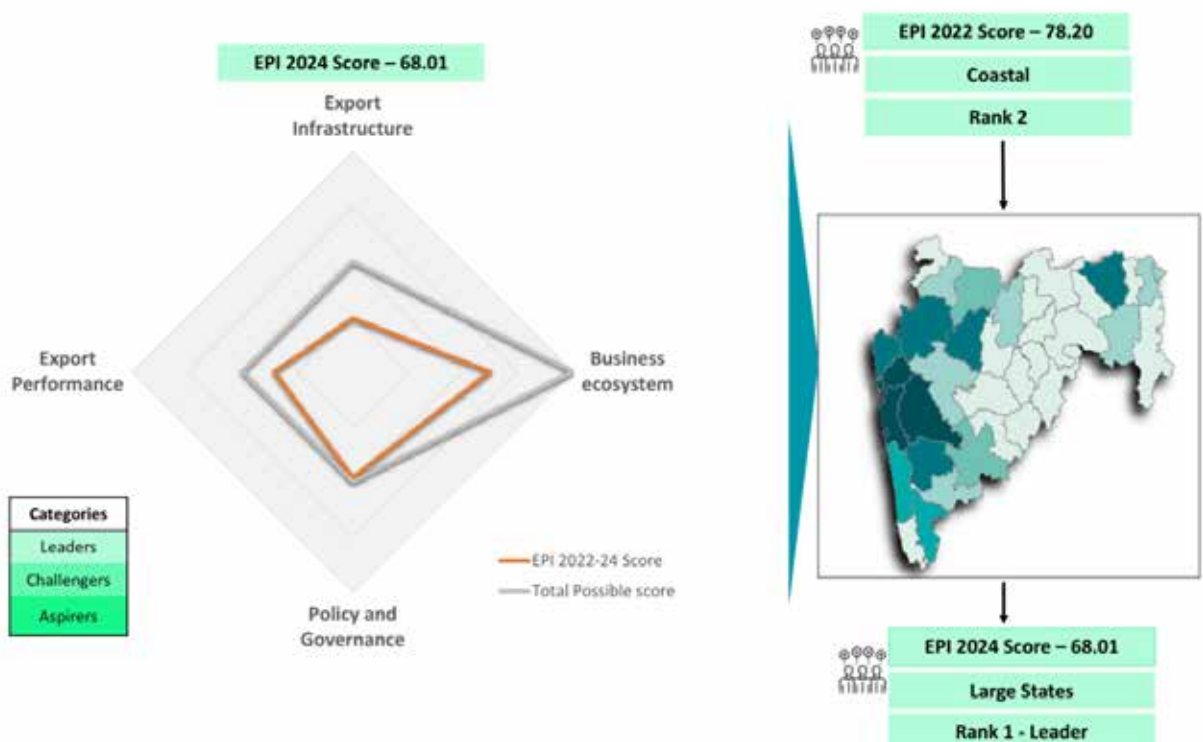 EPI 2024 Score – 68.01
Export
Infrastructure
Export
Performance
Business
ecosystem
Policy and
Governance
Categories
Leaders
Challengers
Aspirers
EPI 2022-24 Score
Total Possible score
EPI 2022 Score – 78.20
Coastal
Rank 2
EPI 2024 Score – 68.01
Large States
Rank 1 - Leader